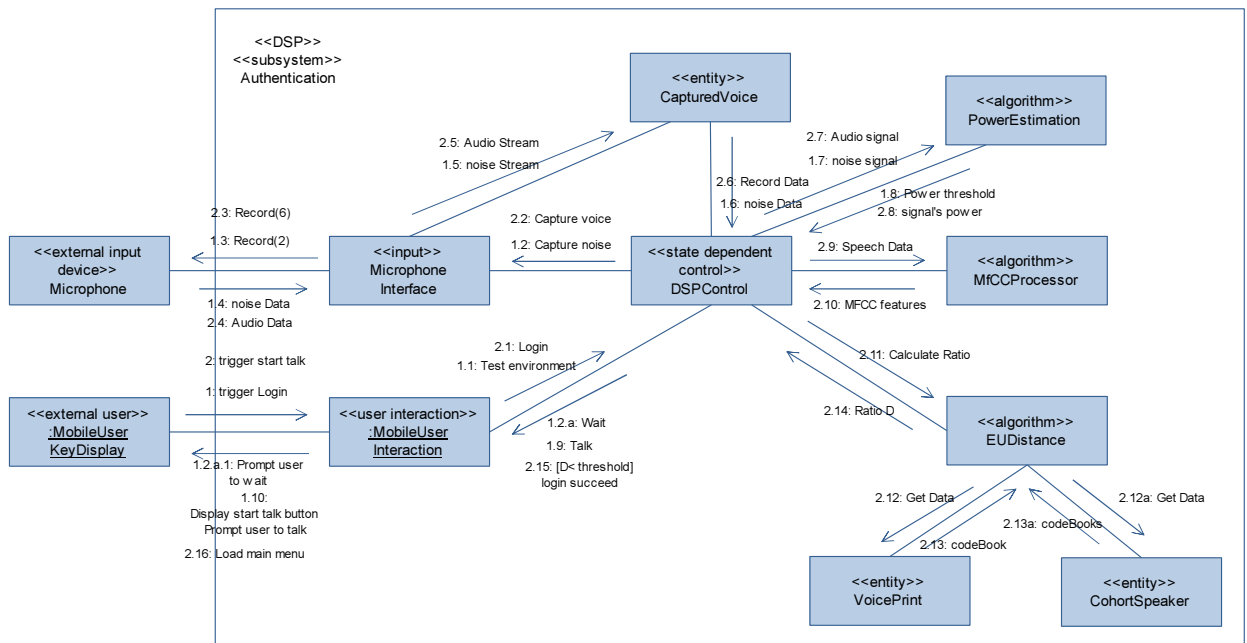 <<DSP>>
<<subsystem>>
Authentication
<<entity>>
CapturedVoice
<<algorithm>>
PowerEstimation
2.5: Audio Stream
1.5: noise Stream
2.7: Audio signal
1.7: noise signal
2.6: Record Data
1.6: noise Data
1.8: Power threshold
2.8: signal's power
2.3: Record(6)
1.3: Record(2)
2.2: Capture voice
1.2: Capture noise
2.9: Speech Data
<<external input
device>>
Microphone
<<input>>
Microphone
Interface
<<state dependent
control>>
DSPControl
<<algorithm>>
MfCCProcessor
1.4: noise Data
2.4: Audio Data
2.10: MFCC features
2: trigger start talk
1: trigger Login
2.1: Login
1.1: Test environment
2.11: Calculate Ratio
<<external user>>
:MobileUser
KeyDisplay
<<user interaction>>
:MobileUser
Interaction
2.14: Ratio D
<<algorithm>>
EUDistance
1.2.a: Wait
1.9: Talk
2.15: [D< threshold]
login succeed
1.2.a.1: Prompt user
to wait
1.10:
Display start talk button
Prompt user to talk
2.16: Load main menu
2.12: Get Data
2.12a: Get Data
2.13a: codeBooks
2.13: codeBook
<<entity>>
VoicePrint
<<entity>>
CohortSpeaker